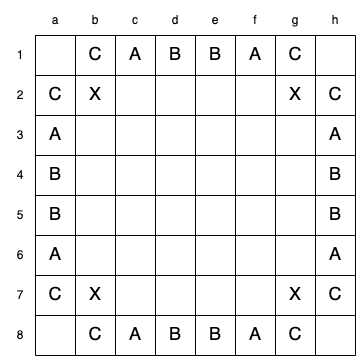 a b c d e f g h
1 C A B B A C
2 C X X C
3 A A
4 B B
5 B B
6 A A
7 C X X C
8 C A B B A C